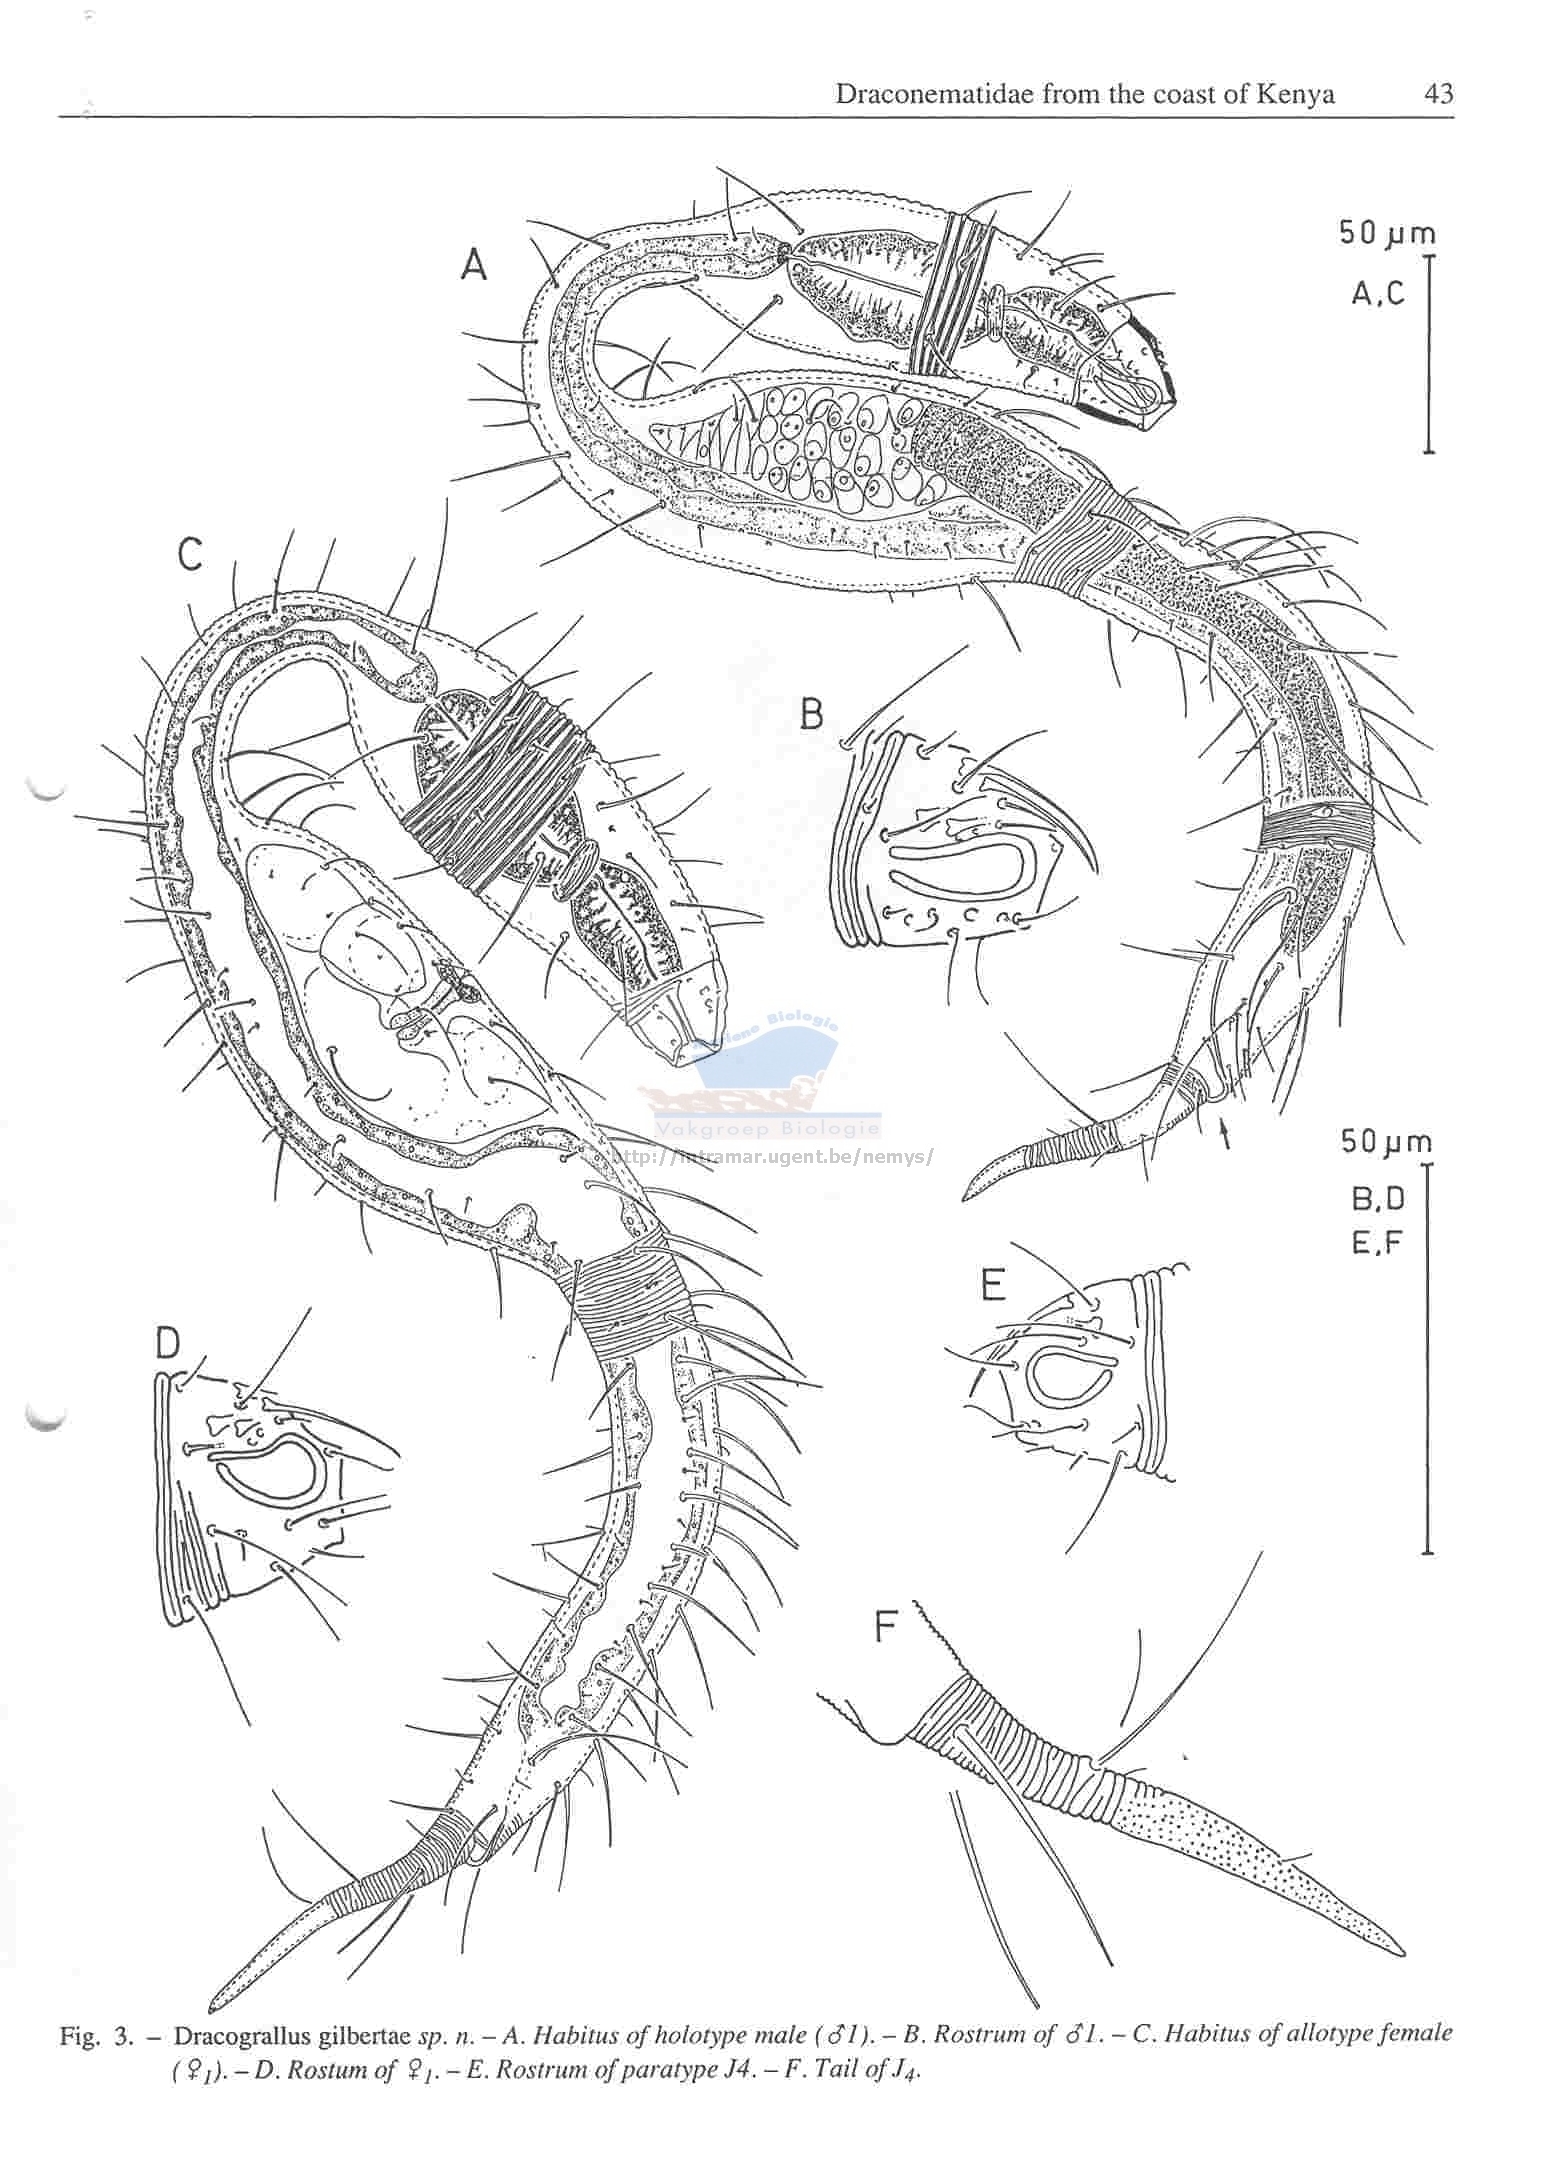 Draconematidae from the coast of Kenya 43
A
50 µm
A,C
C
B
Mariene Biologie
Vakgroep Biologie
http://intramar.ugent.be/nemys/
50 µm
B,D
E,F
E
D
F
Fig. 3. – Dracograllus gilbertae sp. n. – A. Habitus of holotype male (♂1). – B. Rostrum of ♂1. – C. Habitus of allotype female
(♀1). – D. Rostum of ♀1. – E. Rostrum of paratype J4. – F. Tail of J4.